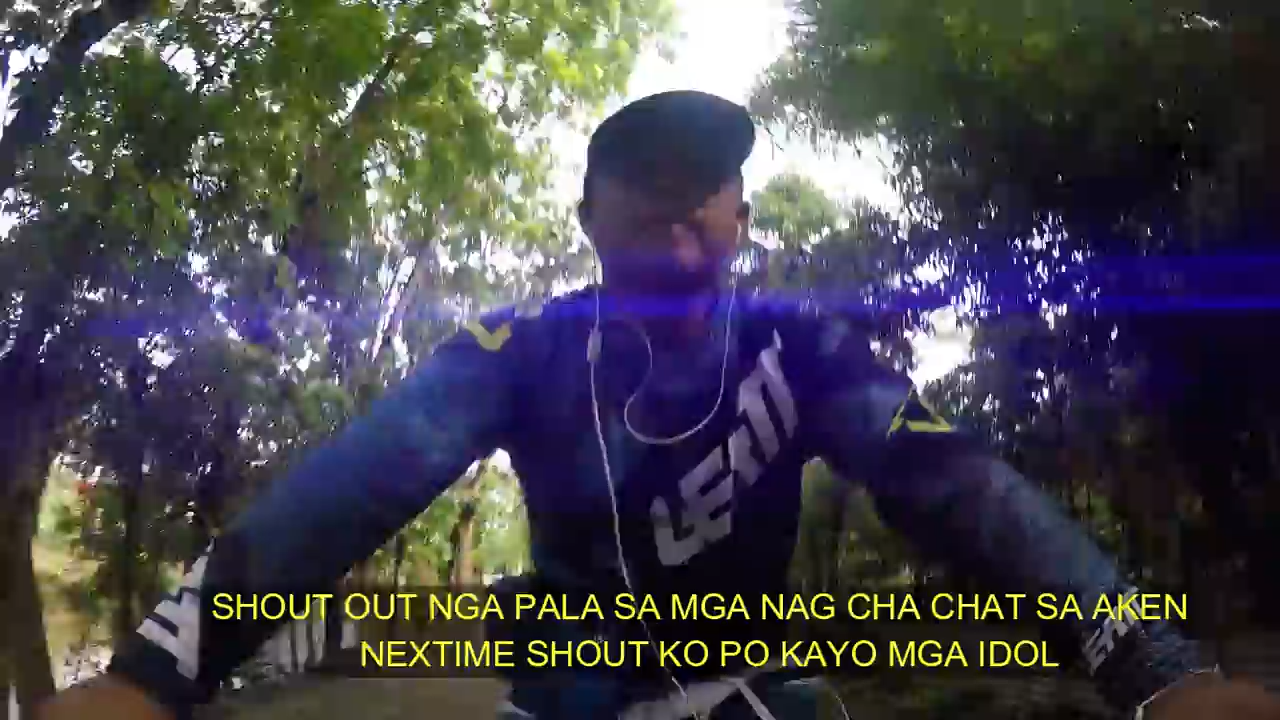 SHOUT OUT NGA PALA SA MGA NAG CHA CHAT SA AKEN
NEXTIME SHOUT KO PO KAYO MGA IDOL